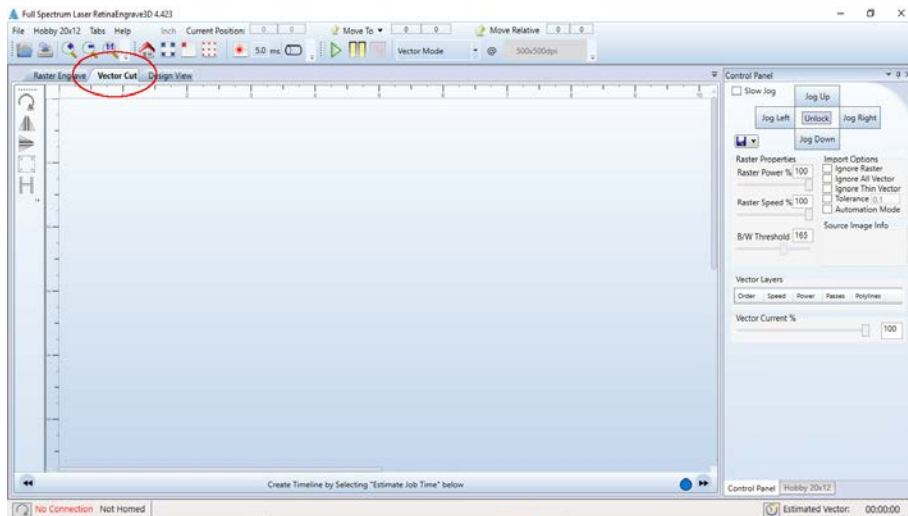 Full Spectrum Laser RetinaEngrave3D 4.423
File Hobby 20x12 Tabs Help Inch Current Position: 0 0 Move To 0 0 Move Relative 0 0
5.0 ms Vector Mode @ 500x500dpi
Raster Engrave Vector Cut Design View
Control Panel
Slow Jog
Jog Up
Jog Left Unlock Jog Right
Jog Down
Raster Properties Import Options
Raster Power % 100 Ignore Raster
Ignore All Vector
Ignore Thin Vector
Raster Speed % 100 Tolerance 0.1
Automation Mode
Source Image Info
B/W Threshold 165
Vector Layers
Order Speed Power Passes Polylines
Vector Current %
100
Create Timeline by Selecting "Estimate Job Time" below
Control Panel Hobby 20x12
No Connection Not Homed Estimated Vector: 00:00:00